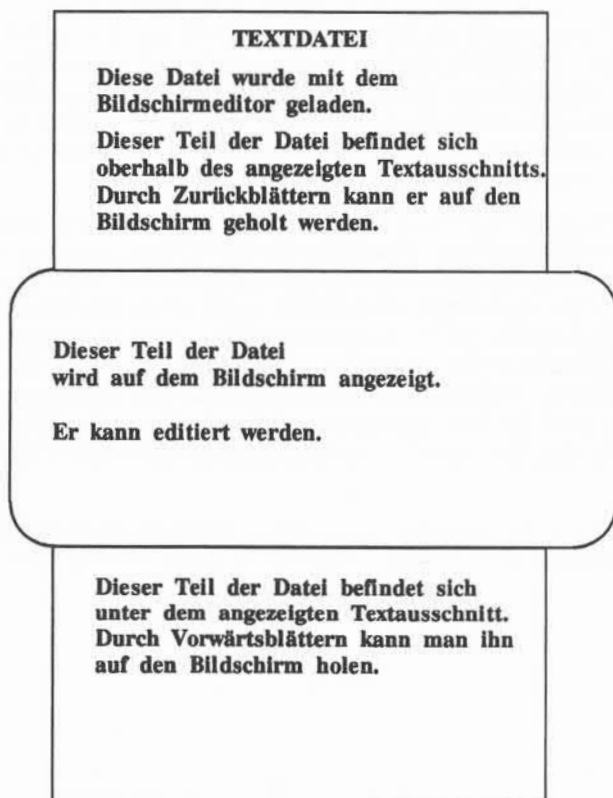 TEXTDATEI
Diese Datei wurde mit dem
Bildschirmeditor geladen.
Dieser Teil der Datei befindet sich
oberhalb des angezeigten Textausschnitts.
Durch Zurückblättern kann er auf den
Bildschirm geholt werden.
Dieser Teil der Datei
wird auf dem Bildschirm angezeigt.
Er kann editiert werden.
Dieser Teil der Datei befindet sich
unter dem angezeigten Textausschnitt.
Durch Vorwärtsblättern kann man ihn
auf den Bildschirm holen.